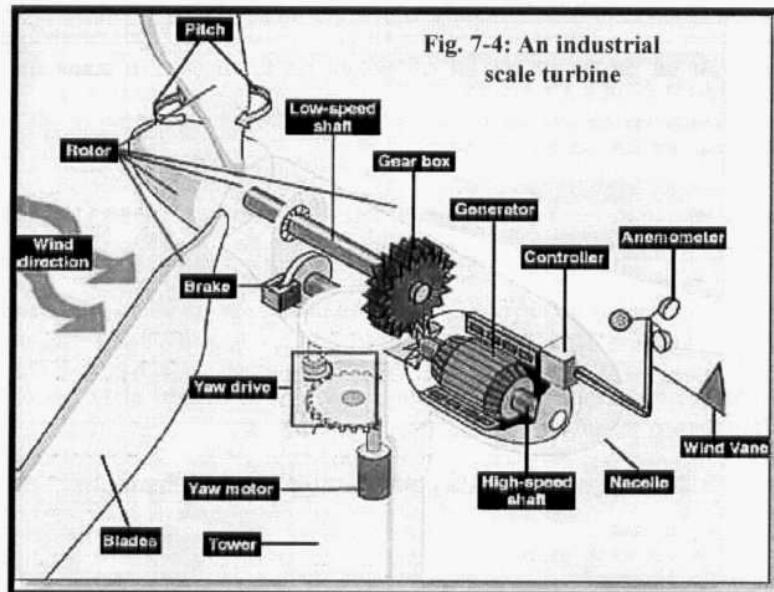 Pitch
Fig. 7-4: An industrial
scale turbine
Low-speed
shaft
Rotor
Gear box
Generator
Anemometer
Wind
direction
Controller
Brake
Yaw drive
Wind Vane
Yaw motor
High-speed
shaft
Nacelle
Blades
Tower